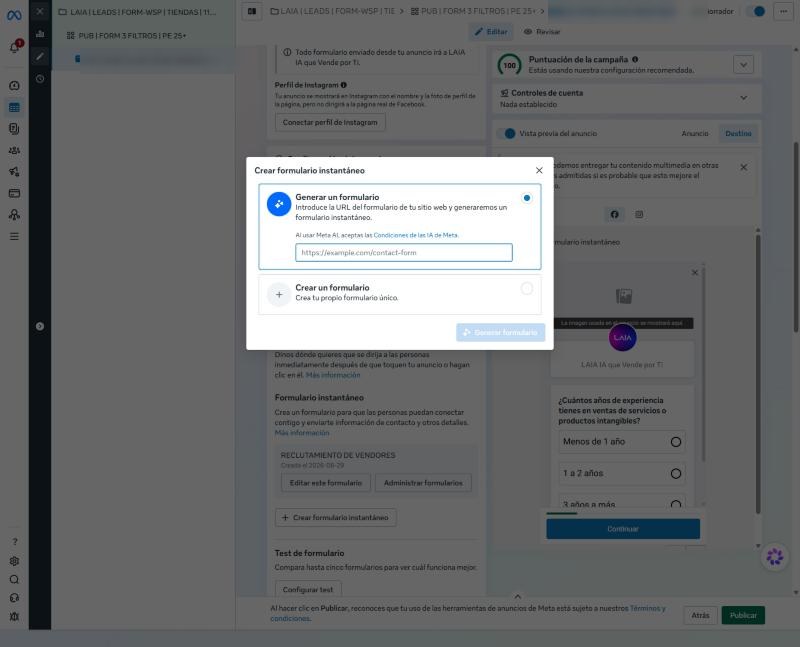 LAIA | LEADS | FORM-WSP | TIENDAS | 11...
PUB | FORM 3 FILTROS | PE 25+
LAIA | LEADS | FORM-WSP | TIE
PUB | FORM 3 FILTROS | PE 25+
orrador
Editar
Revisar
Todo formulario enviado desde tu anuncio irá a LAIA
IA que Vende por Ti.
Perfil de Instagram
Tu anuncio se mostrará en Instagram con el nombre y la foto de perfil de
la página, pero no dirigirá a la página real de Facebook.
Conectar perfil de Instagram
100
Puntuación de la campaña
Estás usando nuestra configuración recomendada.
Controles de cuenta
Nada establecido
Vista previa del anuncio
Anuncio
Destino
odemos entregar tu contenido multimedia en otras
admitidas si es probable que esto mejore el
o.
mulario instantáneo
Crear formulario instantáneo
Generar un formulario
Introduce la URL del formulario de tu sitio web y generaremos un
formulario instantáneo.
Al usar Meta AI, aceptas las Condiciones de las IA de Meta.
https://example.com/contact-form
Crear un formulario
Crea tu propio formulario único.
Generar formulario
La imagen usada en el anuncio se mostrará aquí
LAIA
LAIA IA que Vende por Ti
¿Cuántos años de experiencia
tienes en ventas de servicios o
productos intangibles?
Menos de 1 año
1 a 2 años
3 años a más
Continuar
Dinos dónde quieres que se dirija a las personas
inmediatamente después de que toquen tu anuncio o hagan
clic en él. Más información
Formulario instantáneo
Crea un formulario para que las personas puedan conectar
contigo y enviarte información de contacto y otros detalles.
Más información
RECLUTAMIENTO DE VENDORES
Editar este formulario
Administrar formularios
+ Crear formulario instantáneo
Test de formulario
Compara hasta cinco formularios para ver cuál funciona mejor.
Configurar test
Al hacer clic en Publicar, reconoces que tu uso de las herramientas de anuncios de Meta está sujeto a nuestros Términos y
condiciones.
Atrás
Publicar